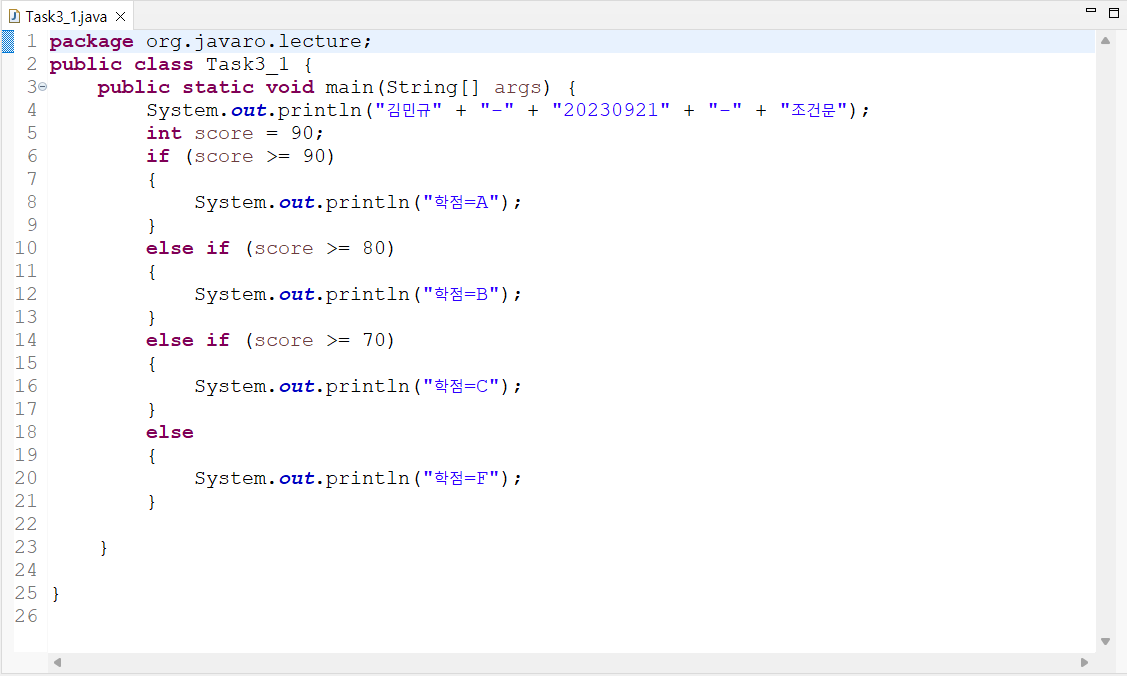 Task3_1.java
1 package org.javaro.lecture;
2 public class Task3_1 {
3 public static void main(String[] args) {
4 System.out.println("김민규" + "-" + "20230921" + "-" + "조건문");
5 int score = 90;
6 if (score >= 90)
7 {
8 System.out.println("학점=A");
9 }
10 else if (score >= 80)
11 {
12 System.out.println("학점=B");
13 }
14 else if (score >= 70)
15 {
16 System.out.println("학점=C");
17 }
18 else
19 {
20 System.out.println("학점=F");
21 }
22
23 }
24
25 }
26